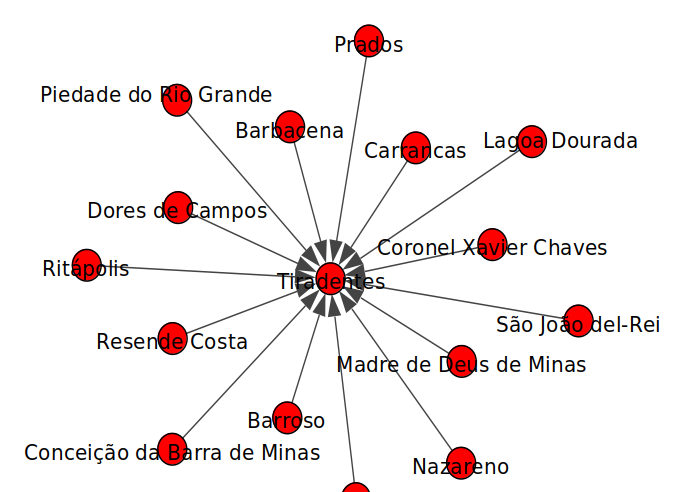 Prados
Piedade do Rio Grande
Barbacena
Lagoa Dourada
Carrancas
Dores de Campos
Coronel Xavier Chaves
Ritápolis
Tiradentes
São João del-Rei
Resende Costa
Madre de Deus de Minas
Barroso
Conceição da Barra de Minas
Nazareno